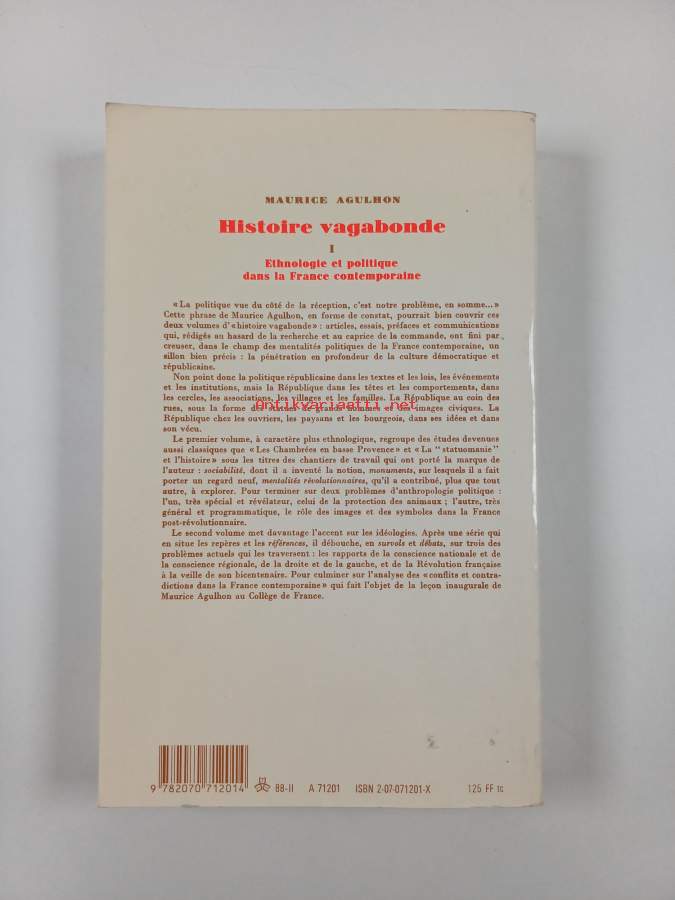 MAURICE AGULHON
Histoire vagabonde
I
Ethnologie et politique
dans la France contemporaine
« La politique vue du côté de la réception, c'est notre problème, en somme... »
Cette phrase de Maurice Agulhon, en forme de constat, pourrait bien couvrir ces
deux volumes d'« histoire vagabonde » : articles, essais, préfaces et communications
qui, rédigés au hasard de la recherche et au caprice de la commande, ont fini par
creuser, dans le champ des mentalités politiques de la France contemporaine, un
sillon bien précis : la pénétration en profondeur de la culture démocratique et
républicaine.
Non point donc la politique républicaine dans les textes et les lois, les événements
et les institutions, mais la République dans les têtes et les comportements, dans
les cercles, les associations, les villages et les familles. La République au coin des
rues, sous la forme des statues de grands hommes et des images civiques. La
antikvariaatti.net
République chez les ouvriers, les paysans et les bourgeois, dans ses idées et dans
son vécu.
Le premier volume, à caractère plus ethnologique, regroupe des études devenues
aussi classiques que « Les Chambrées en basse Provence » et « La "statuomanie"
et l'histoire » sous les titres des chantiers de travail qui ont porté la marque de
l'auteur : sociabilité, dont il a inventé la notion, monuments, sur lesquels il a fait
porter un regard neuf, mentalités révolutionnaires, qu'il a contribué, plus que tout
autre, à explorer. Pour terminer sur deux problèmes d'anthropologie politique :
l'un, très spécial et révélateur, celui de la protection des animaux ; l'autre, très
général et programmatique, le rôle des images et des symboles dans la France
post-révolutionnaire.
Le second volume met davantage l'accent sur les idéologies. Après une série qui
en situe les repères et les références, il débouche, en survols et débats, sur trois des
problèmes actuels qui les traversent : les rapports de la conscience nationale et de
la conscience régionale, de la droite et de la gauche, et de la Révolution française
à la veille de son bicentenaire. Pour culminer sur l'analyse des « conflits et contra-
dictions dans la France contemporaine » qui fait l'objet de la leçon inaugurale de
Maurice Agulhon au Collège de France.
9 782070 712014 88-II A 71201 ISBN 2-07-071201-X 125 FF tc